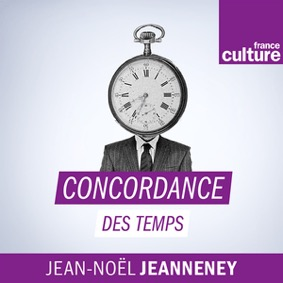 france
culture
CONCORDANCE
DES TEMPS
JEAN-NOËL JEANNENEY